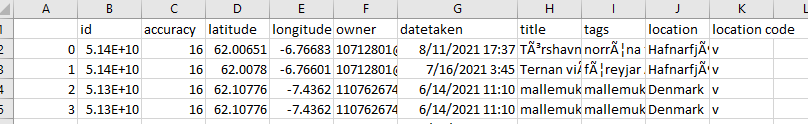 A B C D E F G H I J K L
1 id accuracy latitude longitude owner datetaken title tags location location code
2 0 5.14E+10 16 62.00651 -6.76683 10712801@ 8/11/2021 17:37 TÃ³rshavn norrÃ¦na HafnarfjÃ v
3 1 5.14E+10 16 62.0078 -6.76601 10712801@ 7/16/2021 3:45 Ternan viÃ fÃ¦reyjar HafnarfjÃ v
4 2 5.13E+10 16 62.10776 -7.4362 110762674 6/14/2021 11:10 mallemuk mallemuk Denmark v
5 3 5.13E+10 16 62.10776 -7.4362 110762674 6/14/2021 11:10 mallemuk mallemuk Denmark v